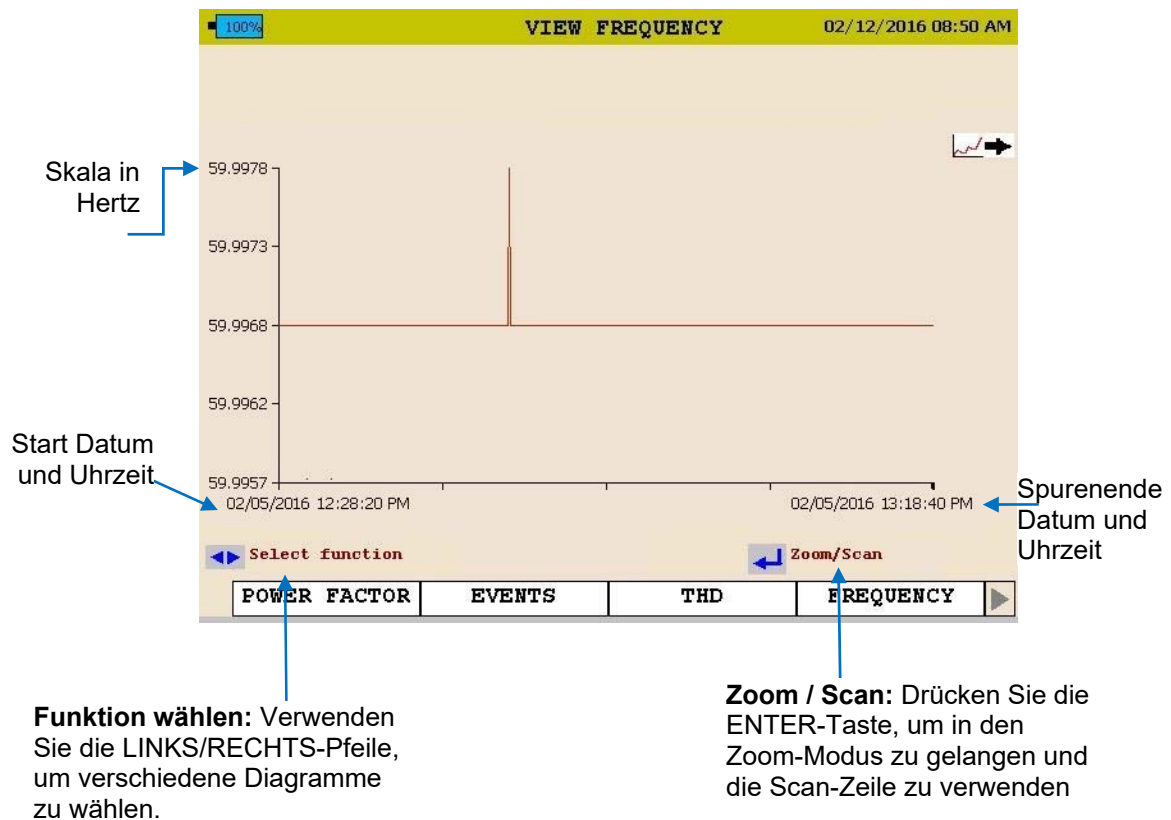 100%
VIEW FREQUENCY
02/12/2016 08:50 AM
Skala in
Hertz
59.9978
59.9973
59.9968
59.9962
59.9957
Start Datum
und Uhrzeit
02/05/2016 12:28:20 PM
02/05/2016 13:18:40 PM
Spurenende
Datum und
Uhrzeit
Select function
Zoom/Scan
POWER FACTOR
EVENTS
THD
FREQUENCY
Funktion wählen: Verwenden
Sie die LINKS/RECHTS-Pfeile,
um verschiedene Diagramme
zu wählen.
Zoom / Scan: Drücken Sie die
ENTER-Taste, um in den
Zoom-Modus zu gelangen und
die Scan-Zeile zu verwenden